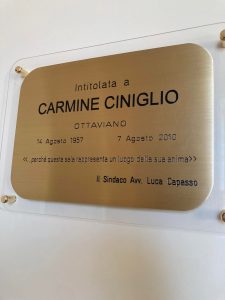 Intitolata a
CARMINE CINIGLIO
OTTAVIANO
14 Agosto 1957 7 Agosto 2010
<<...perché questa sala rappresenta un luogo della sua anima>>
Il Sindaco Avv. Luca Capasso